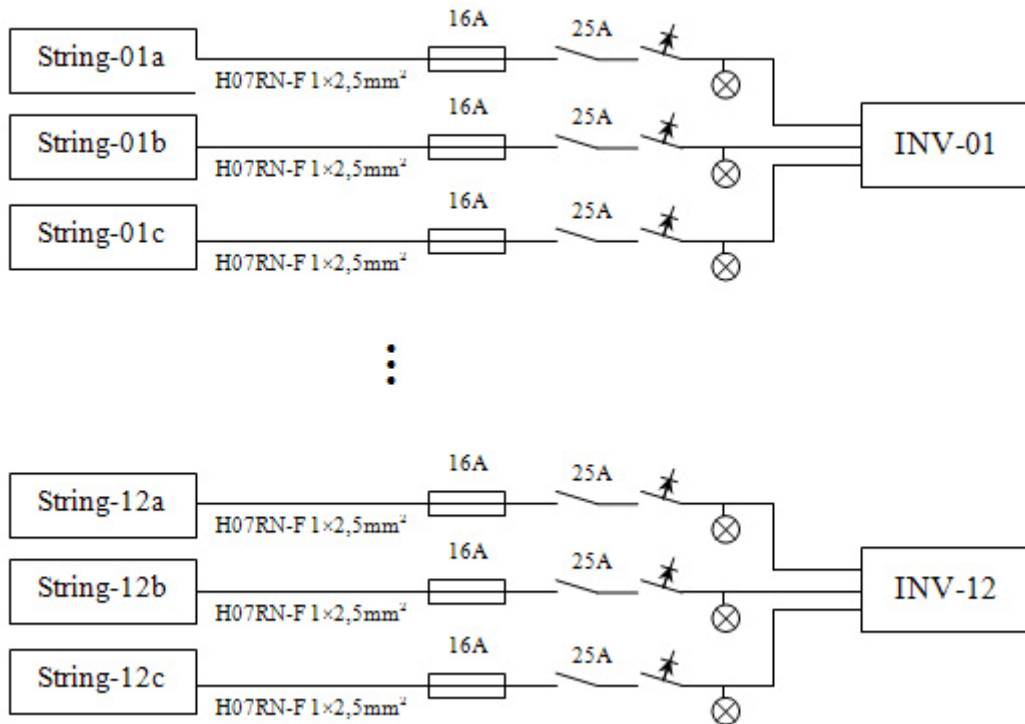 16A
25A
String-01a
H07RN-F 1×2,5mm²
16A
25A
String-01b
INV-01
H07RN-F 1×2,5mm²
16A
25A
String-01c
H07RN-F 1×2,5mm²
16A
25A
String-12a
H07RN-F 1×2,5mm²
16A
25A
String-12b
INV-12
H07RN-F 1×2,5mm²
16A
25A
String-12c
H07RN-F 1×2,5mm²